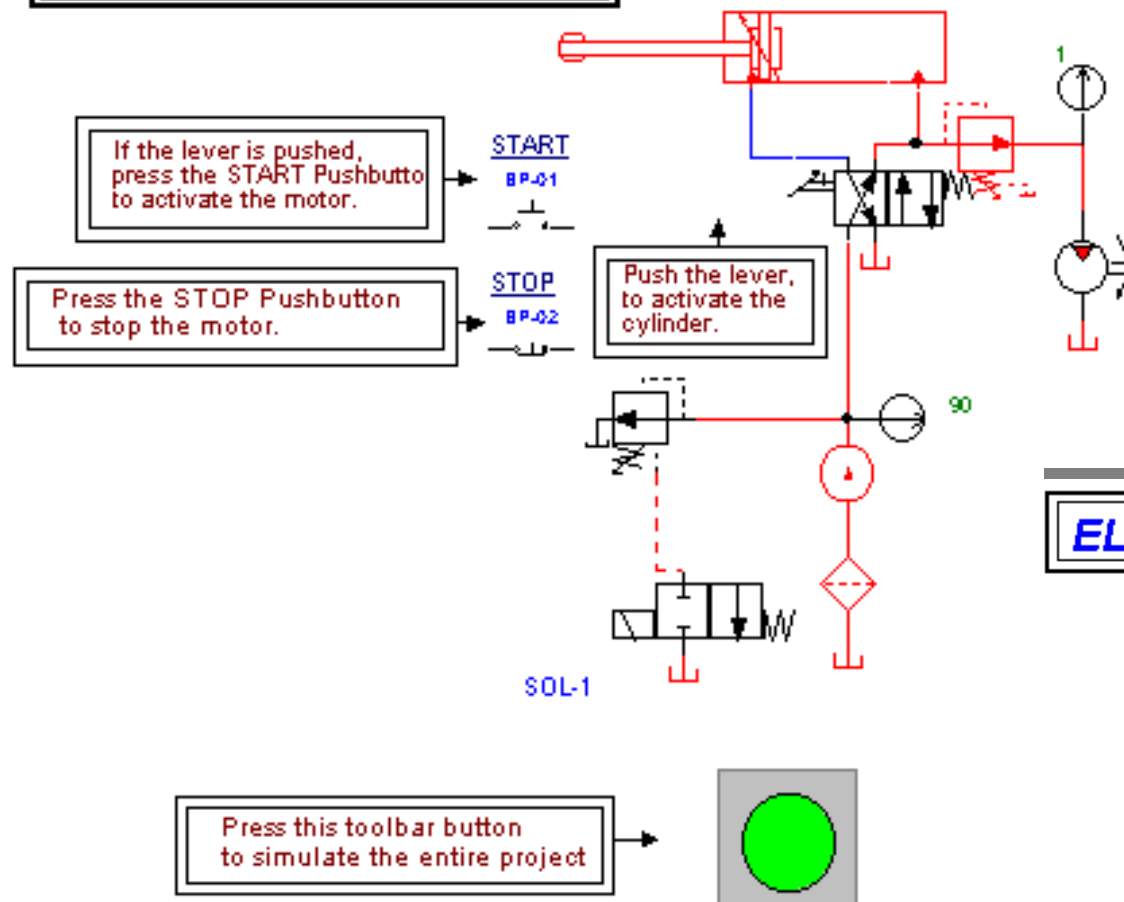 1
If the lever is pushed,
press the START Pushbutto
to activate the motor.
START
BP-01
Press the STOP Pushbutton
to stop the motor.
STOP
BP-02
Push the lever,
to activate the
cylinder.
90
EL
SOL-1
Press this toolbar button
to simulate the entire project